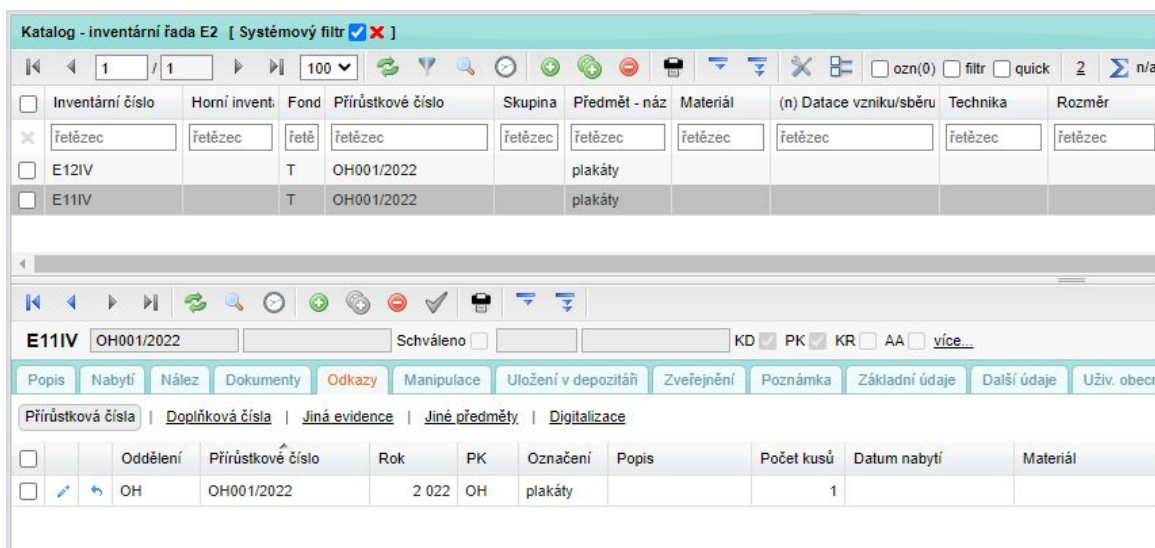 Katalog - inventární řada E2 [ Systémový filtr ]
1 / 1 100 ozn(0) filtr quick 2 n/a
Inventární číslo Horní inventá Fond Přírůstkové číslo Skupina Předmět - náz Materiál (n) Datace vzniku/sběru Technika Rozměr
řetězec řetězec řetě řetězec řetězec řetězec řetězec řetězec řetězec řetězec
E12IV T OH001/2022 plakáty
E11IV T OH001/2022 plakáty
E11IV OH001/2022 Schváleno KD PK KR AA více...
Popis Nabytí Nález Dokumenty Odkazy Manipulace Uložení v depozitáři Zveřejnění Poznámka Základní údaje Další údaje Uživ. obecn
Přírůstková čísla | Doplňková čísla | Jiná evidence | Jiné předměty | Digitalizace
Oddělení Přírůstkové číslo Rok PK Označení Popis Počet kusů Datum nabytí Materiál
OH OH001/2022 2 022 OH plakáty 1